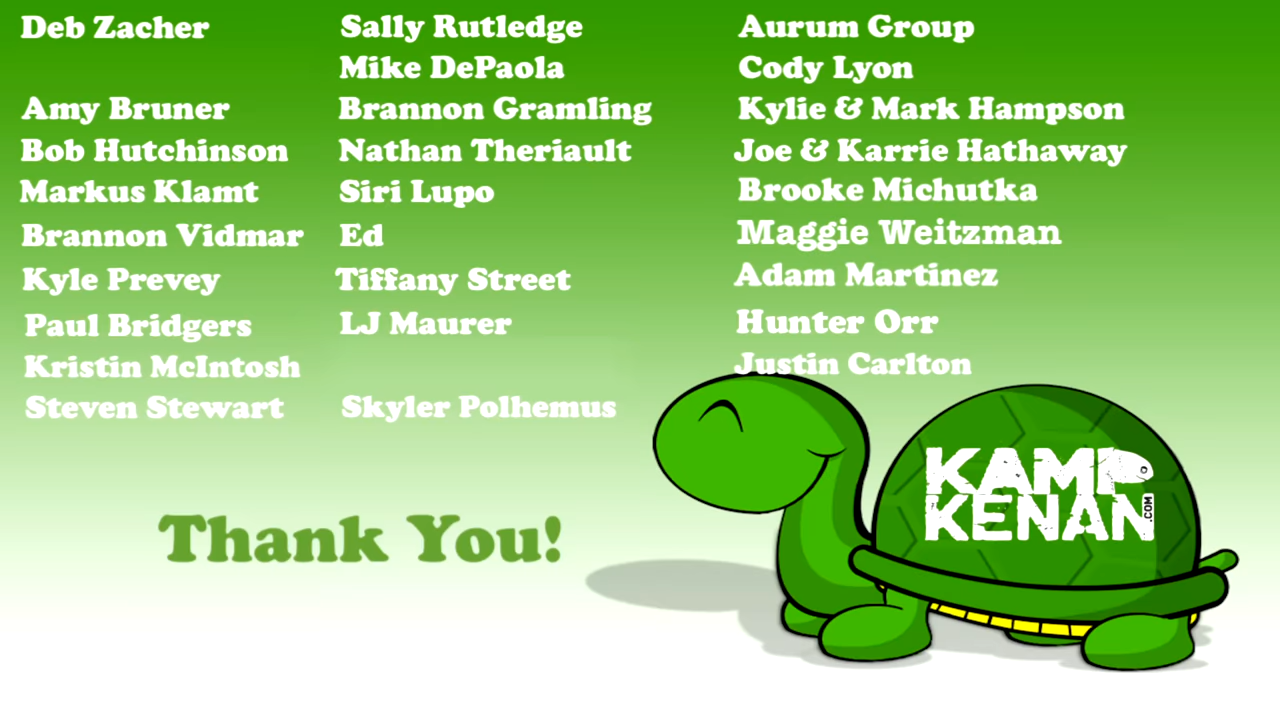 Deb Zacher
Amy Bruner
Bob Hutchinson
Markus Klamt
Brannon Vidmar
Kyle Prevey
Paul Bridgers
Kristin McIntosh
Steven Stewart
Sally Rutledge
Mike DePaola
Brannon Gramling
Nathan Theriault
Siri Lupo
Ed
Tiffany Street
LJ Maurer
Skyler Polhemus
Aurum Group
Cody Lyon
Kylie & Mark Hampson
Joe & Karrie Hathaway
Brooke Michutka
Maggie Weitzman
Adam Martinez
Hunter Orr
Justin Carlton
Thank You!
KAMP
KENAN
.COM